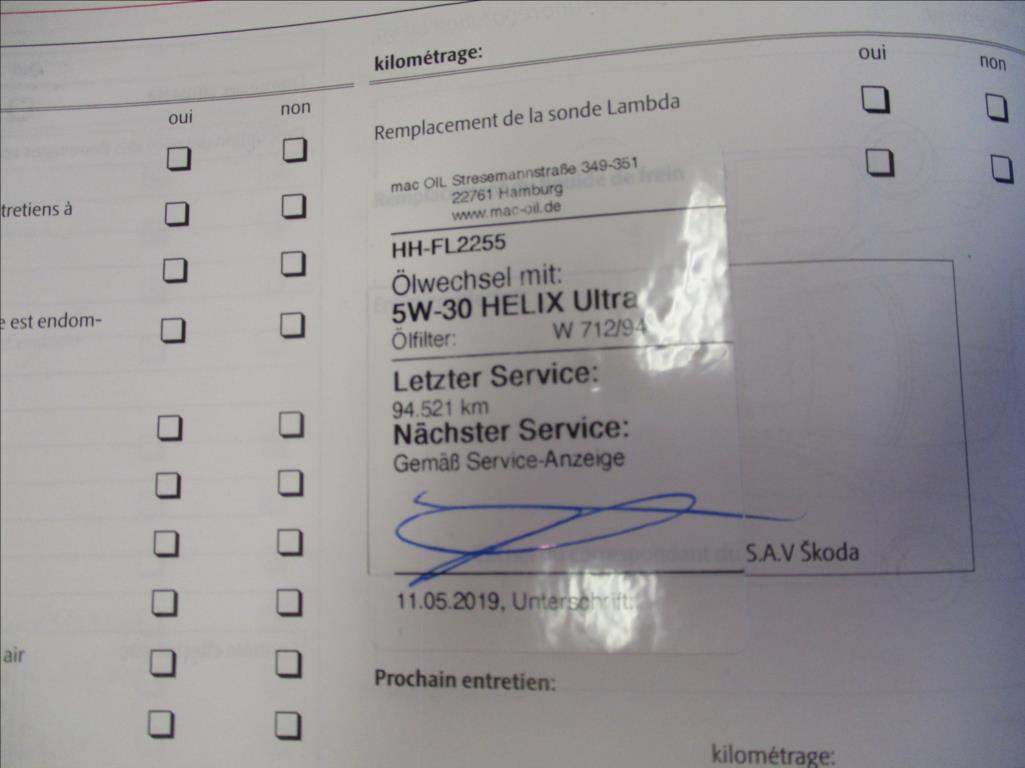 oui non
tretiens à
e est endom-
air
kilométrage:
oui non
Remplacement de la sonde Lambda
mac OIL Stresemannstraße 349-351
22761 Hamburg
www.mac-oil.de
HH-FL2255
Ölwechsel mit:
5W-30 HELIX Ultra
Ölfilter: W 712/94
Letzter Service:
94.521 km
Nächster Service:
Gemäß Service-Anzeige
S.A.V Škoda
11.05.2019, Unterschrift:
Prochain entretien:
kilométrage: